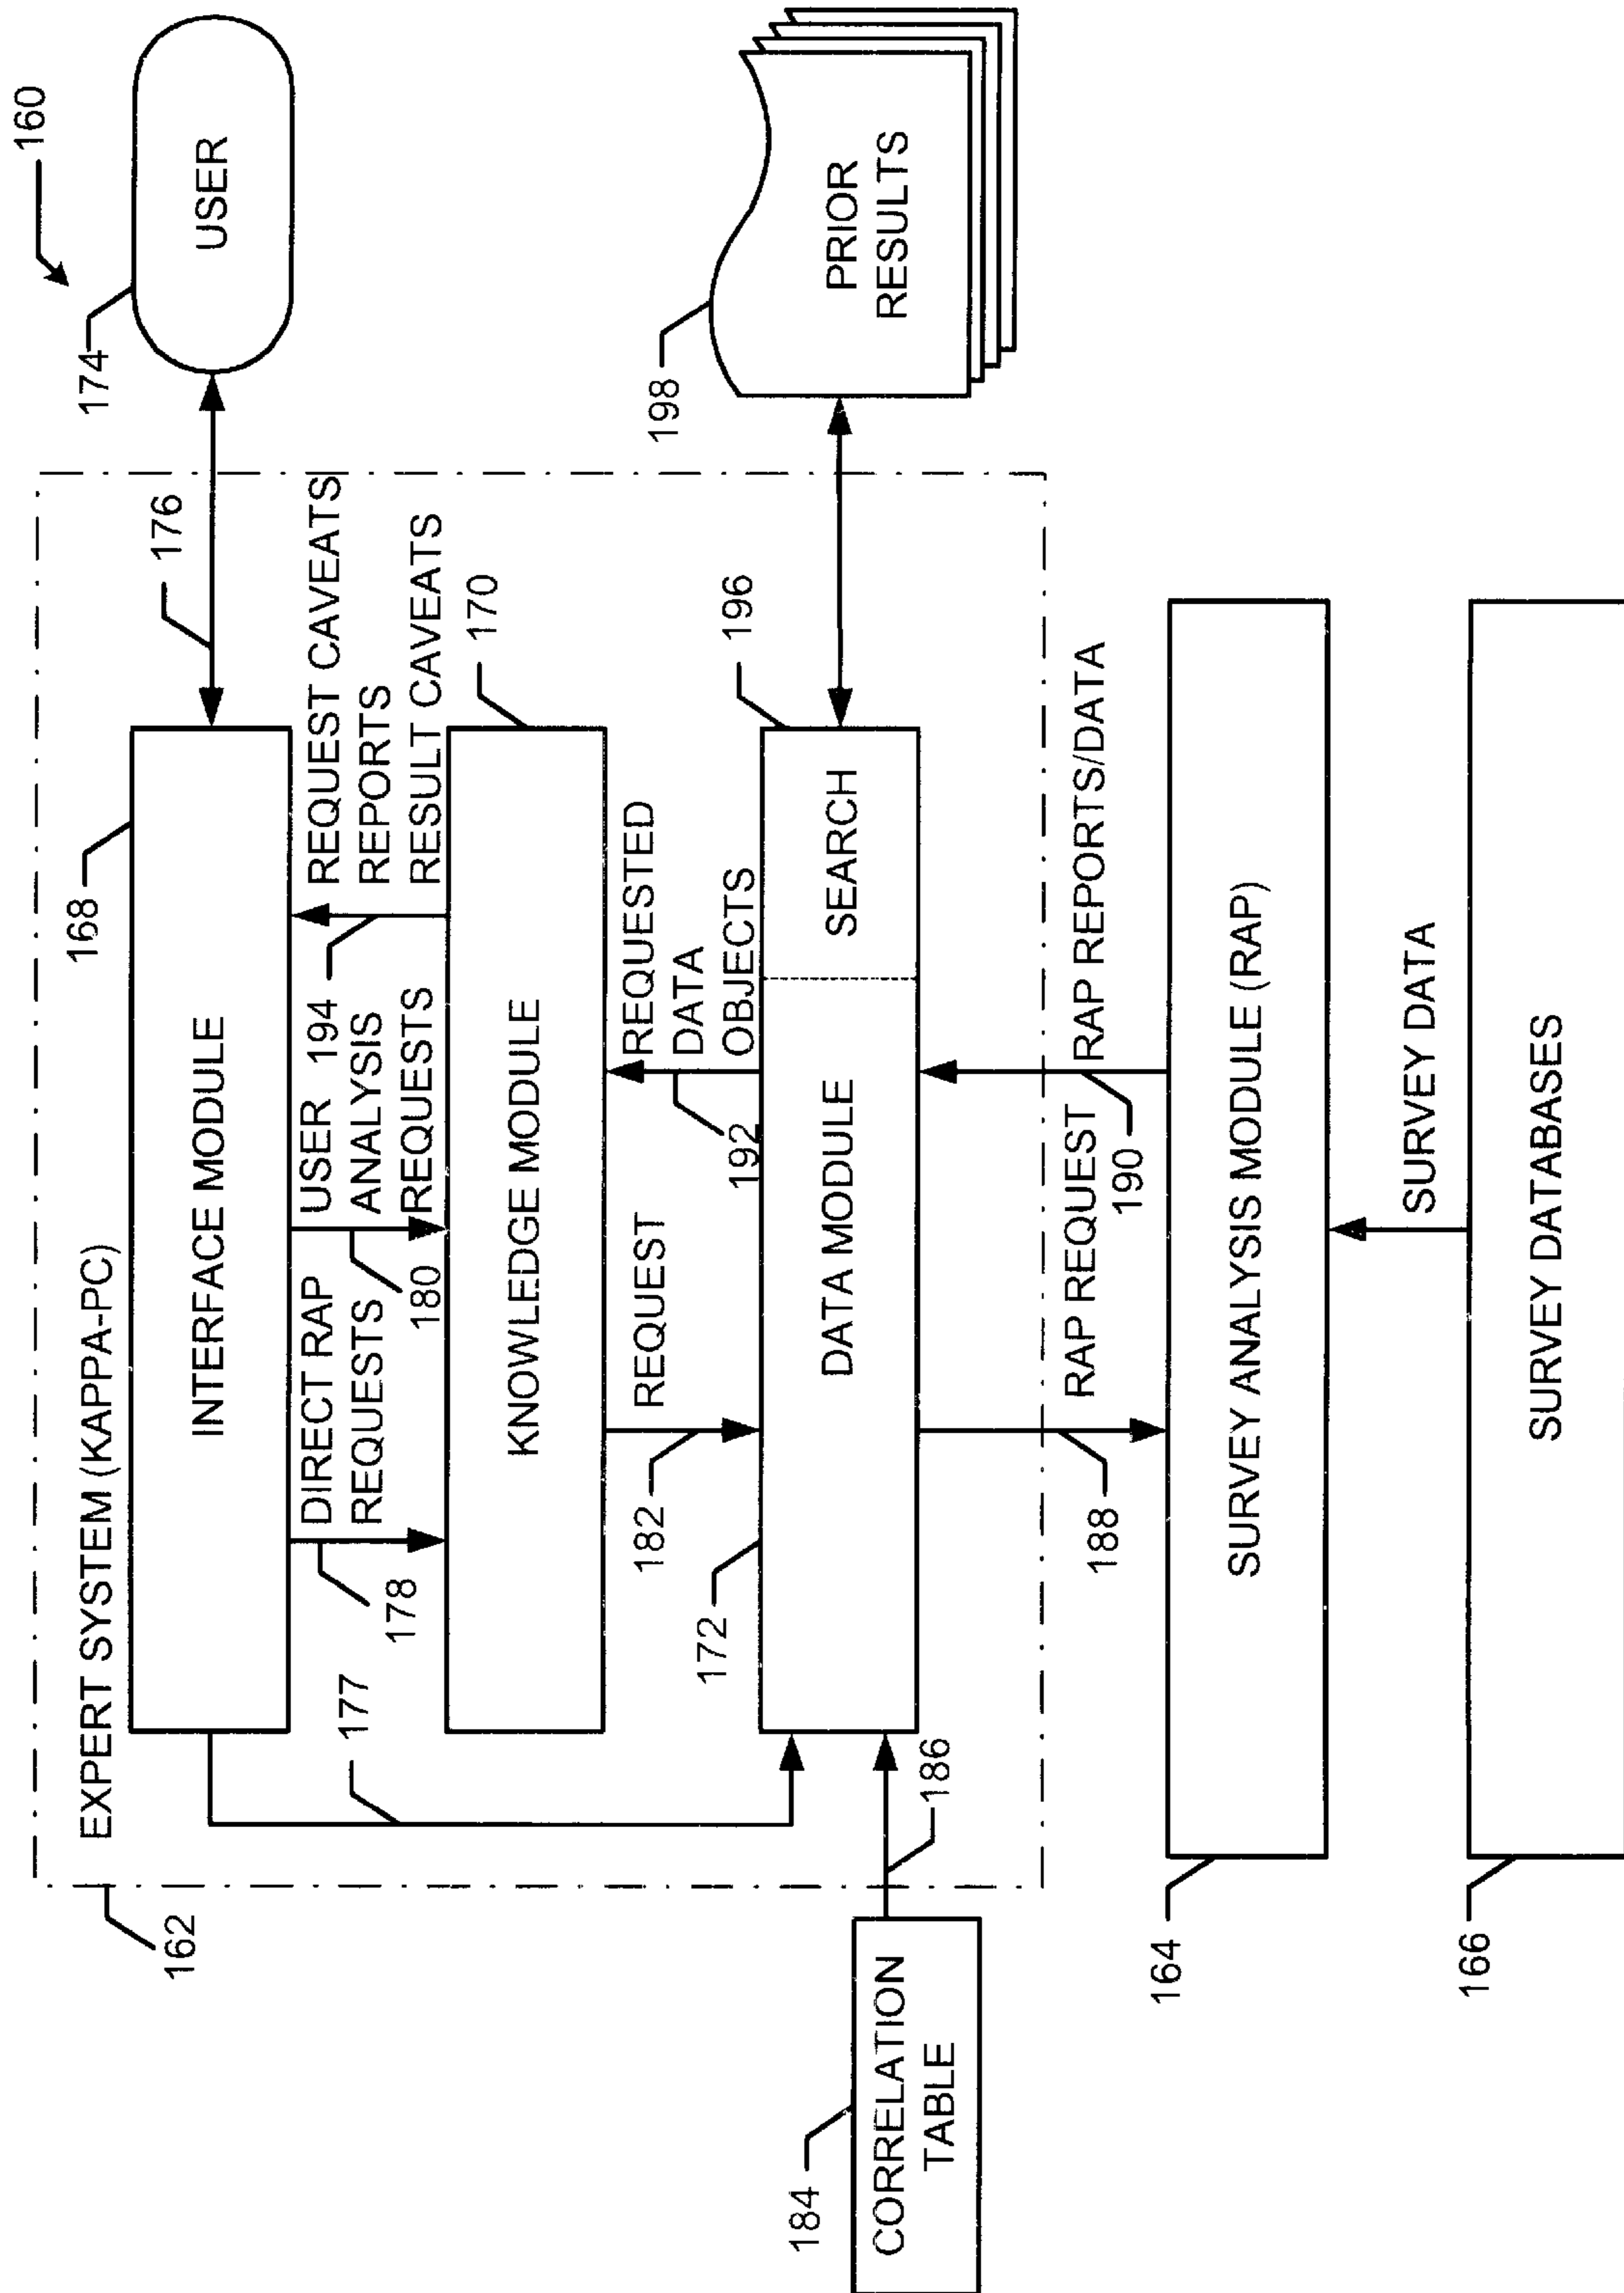 160
USER
174
176
EXPERT SYSTEM (KAPPA-PC)
162
168
INTERFACE MODULE
177
178
DIRECT RAP
REQUESTS
180
USER
ANALYSIS
REQUESTS
194
REQUEST CAVEATS
REPORTS
RESULT CAVEATS
170
KNOWLEDGE MODULE
182
REQUEST
192
REQUESTED
DATA
OBJECTS
196
172
DATA MODULE
SEARCH
198
PRIOR
RESULTS
184
CORRELATION
TABLE
186
188
RAP REQUEST
190
RAP REPORTS/DATA
164
SURVEY ANALYSIS MODULE (RAP)
SURVEY DATA
166
SURVEY DATABASES